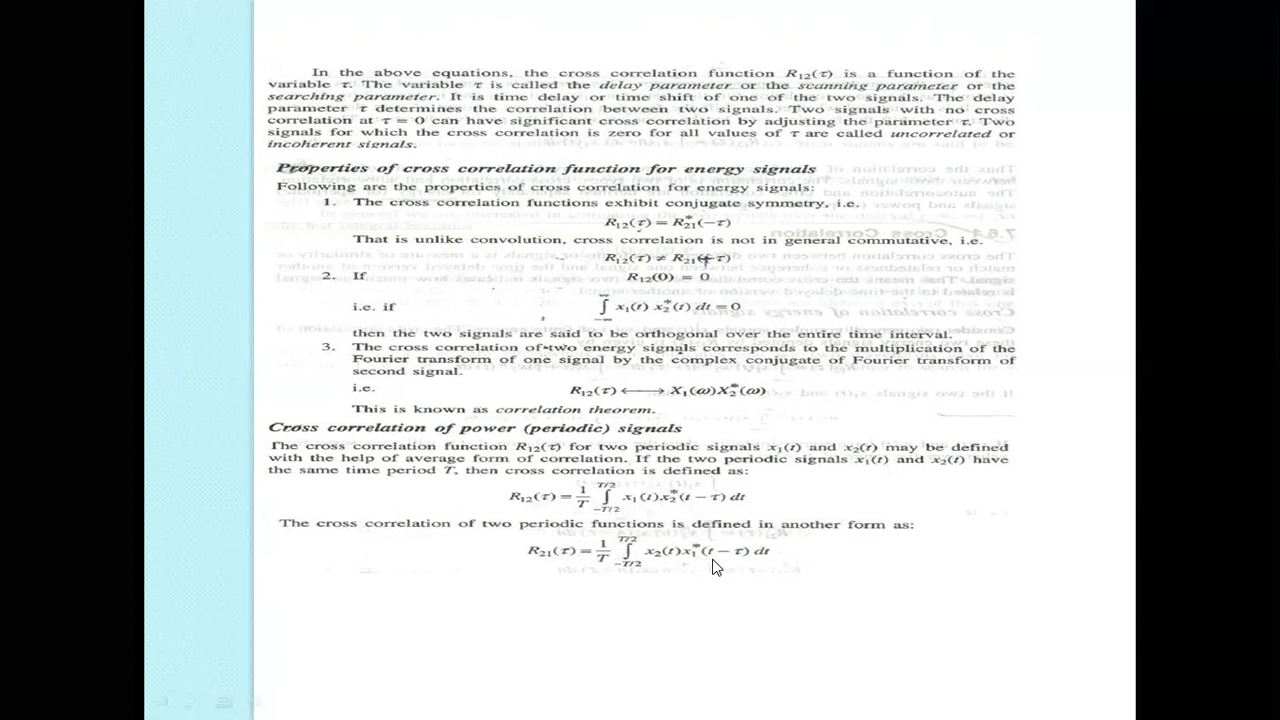 In the above equations, the cross correlation function R₁₂(τ) is a function of the
variable τ. The variable τ is called the delay parameter or the scanning parameter or the
searching parameter. It is time delay or time shift of one of the two signals. The delay
parameter τ determines the correlation between two signals. Two signals with no cross
correlation at τ = 0 can have significant cross correlation by adjusting the parameter τ. Two
signals for which the cross correlation is zero for all values of τ are called uncorrelated or
incoherent signals.
Properties of cross correlation function for energy signals
Following are the properties of cross correlation for energy signals:
1. The cross correlation functions exhibit conjugate symmetry, i.e.
R₁₂(τ) = R*₂₁(−τ)
That is unlike convolution, cross correlation is not in general commutative, i.e.
R₁₂(τ) ≠ R₂₁(−τ)
2. If R₁₂(0) = 0
i.e. if ∫_{−∞}^{∞} x₁(t) x₂*(t) dt = 0
then the two signals are said to be orthogonal over the entire time interval.
3. The cross correlation of two energy signals corresponds to the multiplication of the
Fourier transform of one signal by the complex conjugate of Fourier transform of
second signal.
i.e. R₁₂(τ) ⟷ X₁(ω)X₂*(ω)
This is known as correlation theorem.
Cross correlation of power (periodic) signals
The cross correlation function R₁₂(τ) for two periodic signals x₁(t) and x₂(t) may be defined
with the help of average form of correlation. If the two periodic signals x₁(t) and x₂(t) have
the same time period T, then cross correlation is defined as:
R₁₂(τ) = 1/T ∫_{−T/2}^{T/2} x₁(t)x₂*(t − τ) dt
The cross correlation of two periodic functions is defined in another form as:
R₂₁(τ) = 1/T ∫_{−T/2}^{T/2} x₂(t)x₁*(t − τ) dt